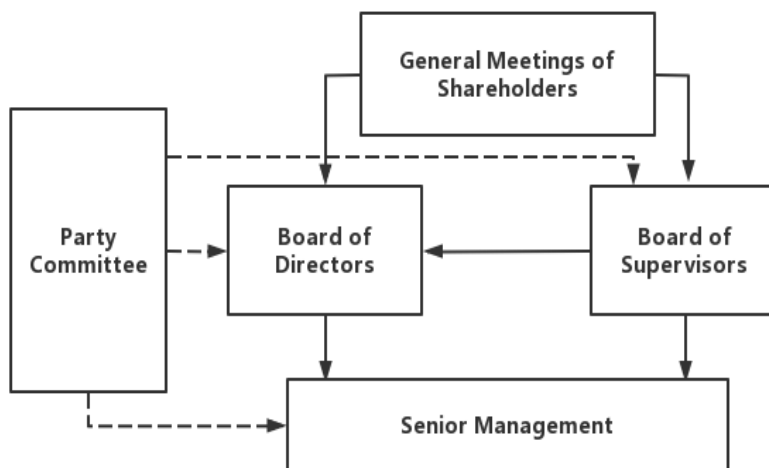 General Meetings of
Shareholders
Party
Committee
Board of
Directors
Board of
Supervisors
Senior Management